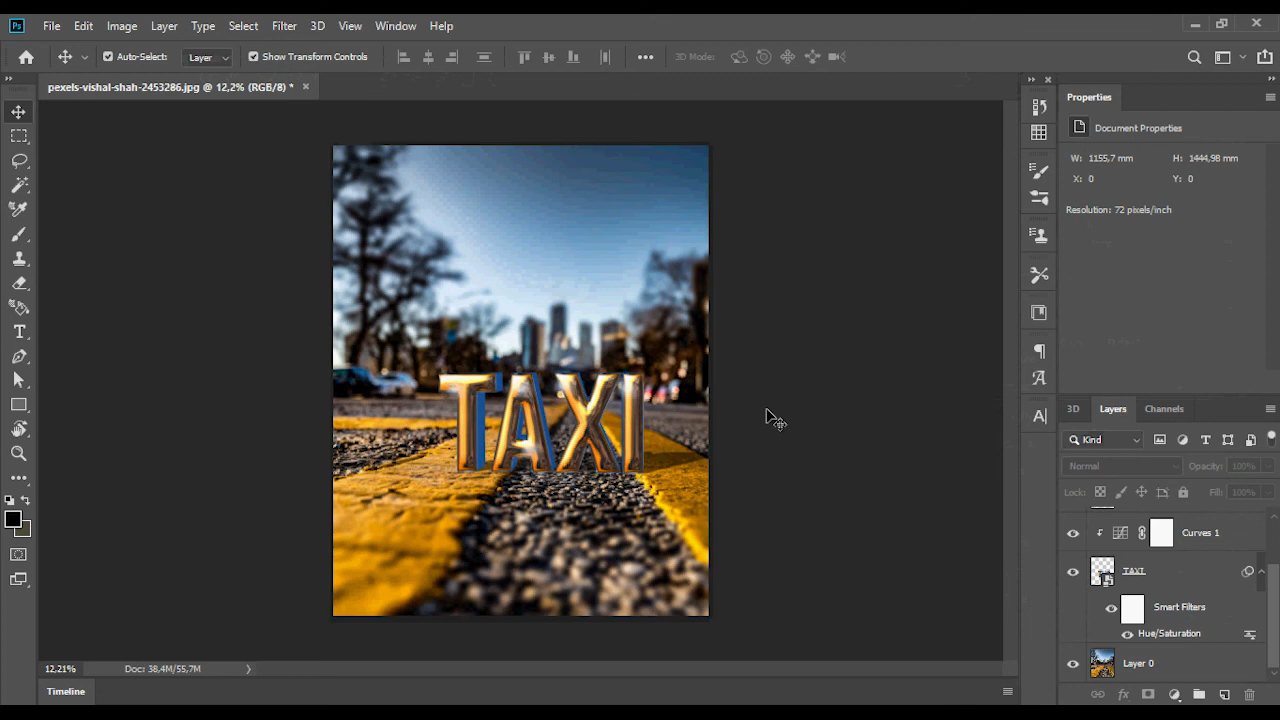 Ps File Edit Image Layer Type Select Filter 3D View Window Help
Auto-Select: Layer Show Transform Controls 3D Mode:
pexels-vishal-shah-2453286.jpg @ 12,2% (RGB/8) *
Properties
Document Properties
W: 1155,7 mm H: 1444,98 mm
X: 0 Y: 0
Resolution: 72 pixels/inch
TAXI
3D Layers Channels
Kind
Normal Opacity: 100%
Lock: Fill: 100%
Curves 1
TAXI
Smart Filters
Hue/Saturation
Layer 0
12,21% Doc: 38,4M/55,7M
Timeline